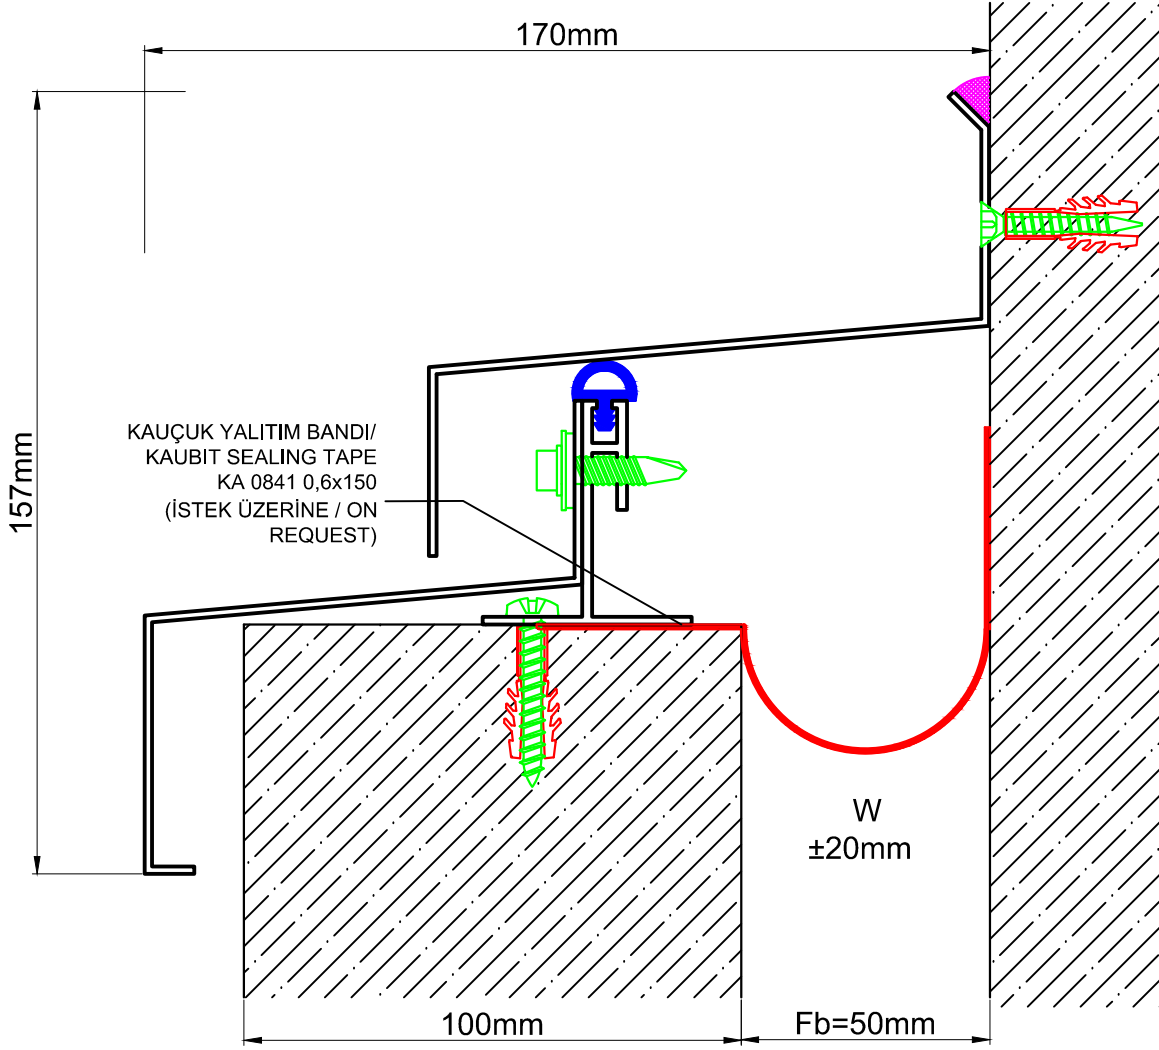 170mm
KAUÇUK YALITIM BANDI/
KAUBIT SEALING TAPE
KA 0841 0,6x150
(İSTEK ÜZERİNE / ON
REQUEST)
157mm
W
±20mm
100mm
Fb=50mm